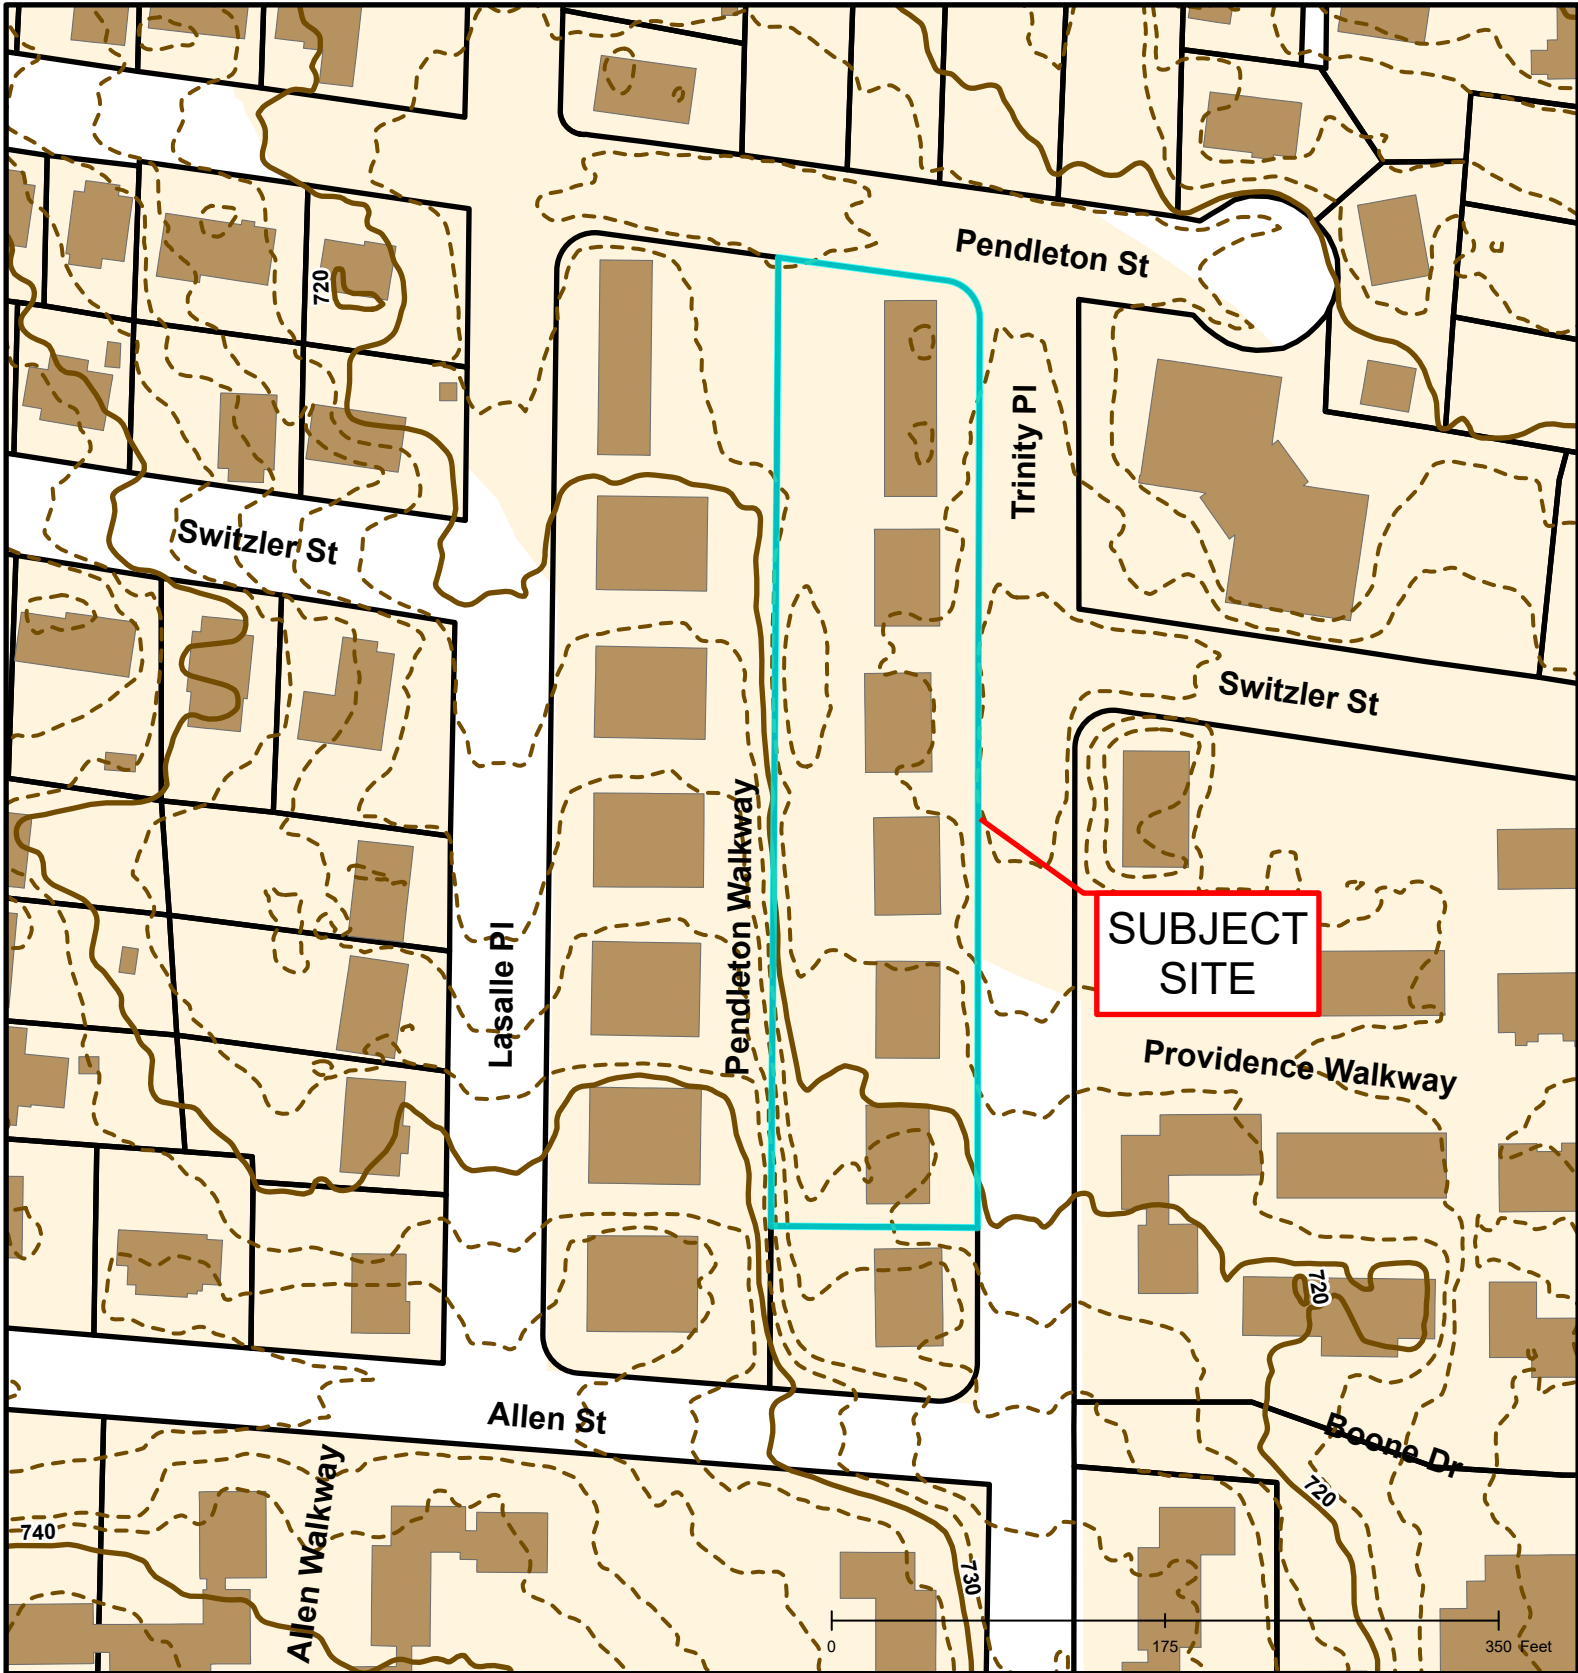 Pendleton St
720
Trinity Pl
Switzler St
Switzler St
Pendleton Walkway
Lasalle Pl
SUBJECT
SITE
Providence Walkway
720
Allen St
Boone Dr
720
Allen Walkway
740
730
0
175
350 Feet